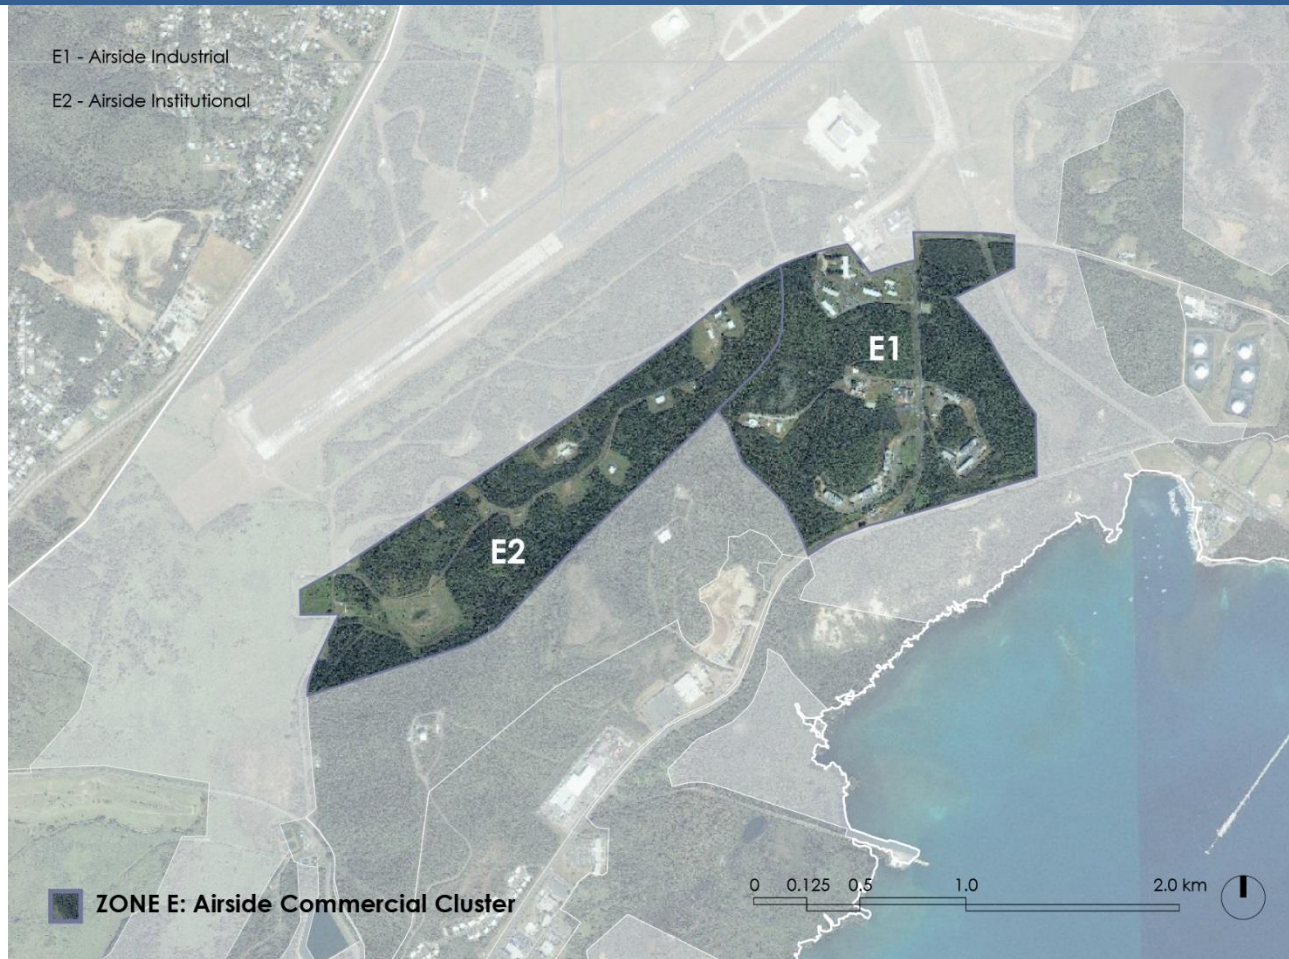 E1 - Airside Industrial
E2 - Airside Institutional
E1
E2
ZONE E: Airside Commercial Cluster
0 0.125 0.5 1.0 2.0 km